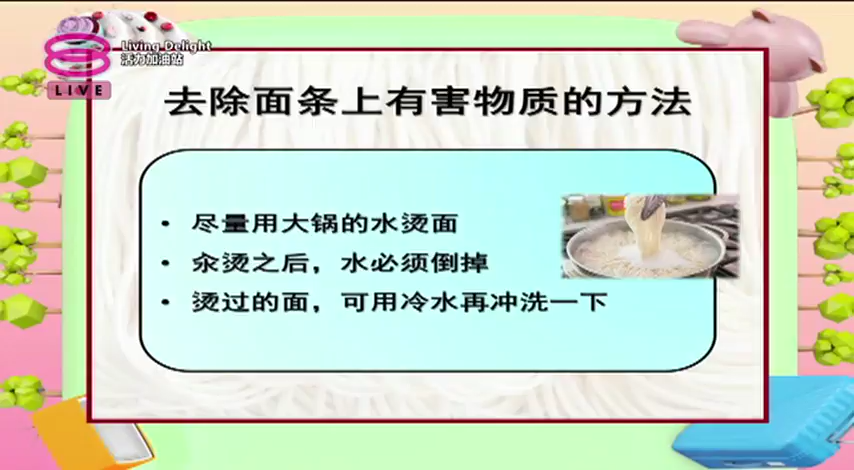 Living Delight
活力加油站
LIVE
去除面条上有害物质的方法
• 尽量用大锅的水烫面
• 汆烫之后，水必须倒掉
• 烫过的面，可用冷水再冲洗一下